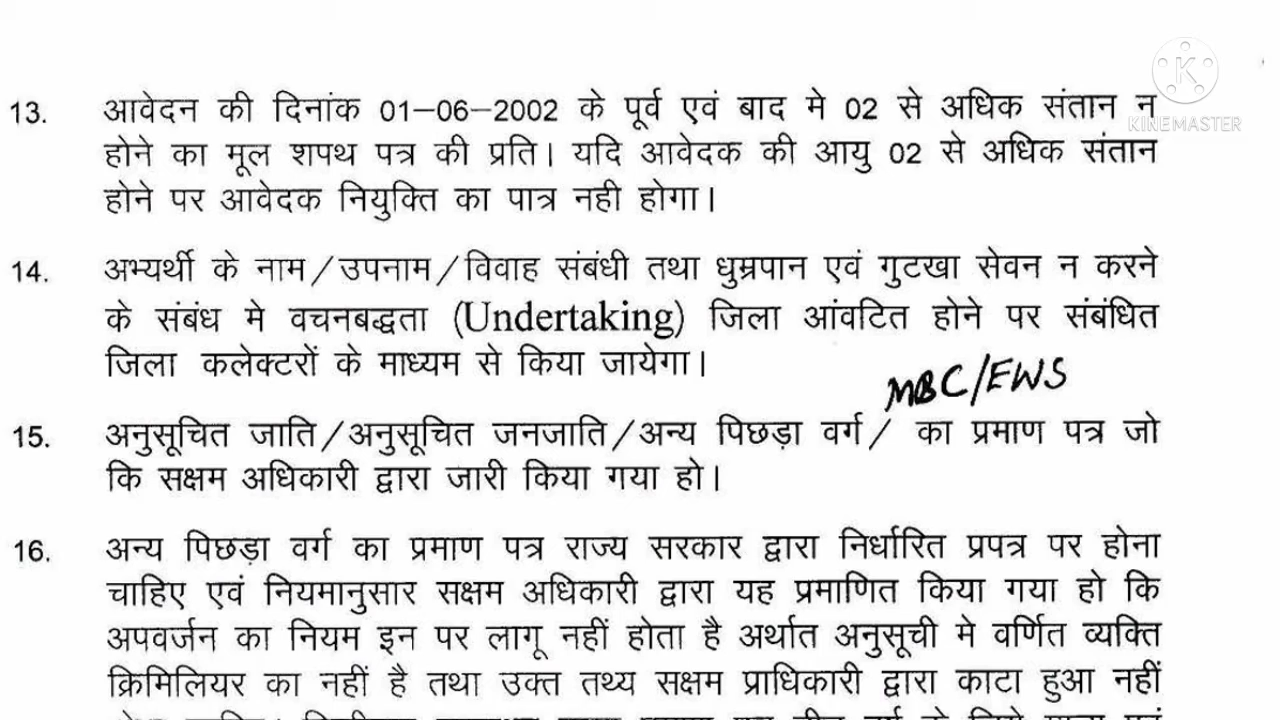 KINEMASTER
13. आवेदन की दिनांक 01-06-2002 के पूर्व एवं बाद मे 02 से अधिक संतान न
होने का मूल शपथ पत्र की प्रति। यदि आवेदक की आयु 02 से अधिक संतान
होने पर आवेदक नियुक्ति का पात्र नही होगा।
14. अभ्यर्थी के नाम/उपनाम/विवाह संबंधी तथा धुम्रपान एवं गुटखा सेवन न करने
के संबंध मे वचनबद्धता (Undertaking) जिला आंवटित होने पर संबंधित
जिला कलेक्टरों के माध्यम से किया जायेगा।
MBC/EWS
15. अनुसूचित जाति/अनुसूचित जनजाति/अन्य पिछड़ा वर्ग/ का प्रमाण पत्र जो
कि सक्षम अधिकारी द्वारा जारी किया गया हो।
16. अन्य पिछड़ा वर्ग का प्रमाण पत्र राज्य सरकार द्वारा निर्धारित प्रपत्र पर होना
चाहिए एवं नियमानुसार सक्षम अधिकारी द्वारा यह प्रमाणित किया गया हो कि
अपवर्जन का नियम इन पर लागू नहीं होता है अर्थात अनुसूची मे वर्णित व्यक्ति
क्रिमिलियर का नहीं है तथा उक्त तथ्य सक्षम प्राधिकारी द्वारा काटा हुआ नहीं